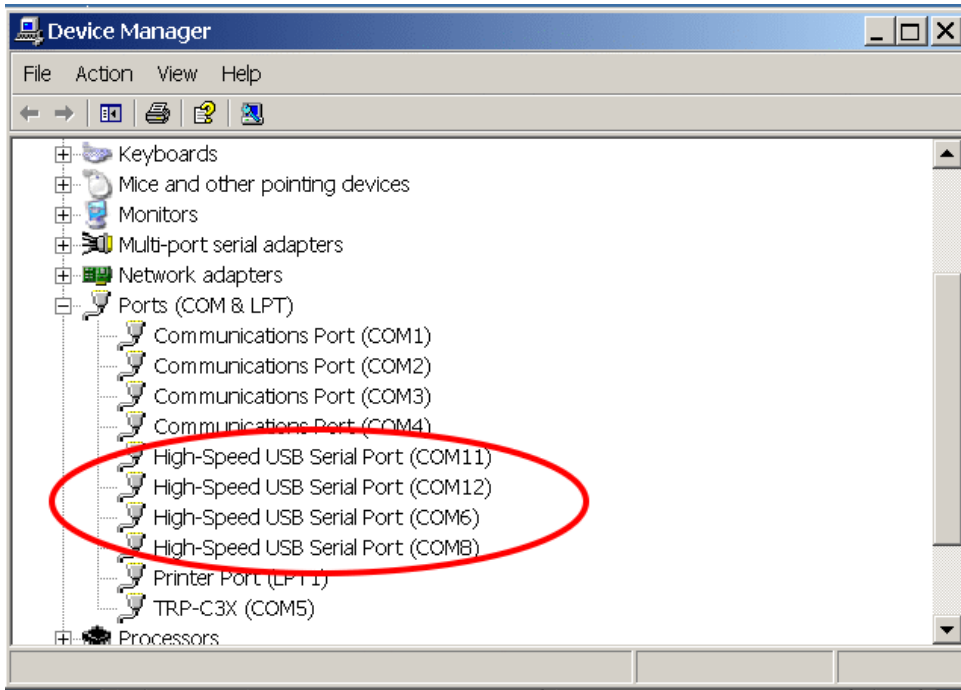 Device Manager
File Action View Help
Keyboards
Mice and other pointing devices
Monitors
Multi-port serial adapters
Network adapters
Ports (COM & LPT)
Communications Port (COM1)
Communications Port (COM2)
Communications Port (COM3)
Communications Port (COM4)
High-Speed USB Serial Port (COM11)
High-Speed USB Serial Port (COM12)
High-Speed USB Serial Port (COM6)
High-Speed USB Serial Port (COM8)
Printer Port (LPT1)
TRP-C3X (COM5)
Processors